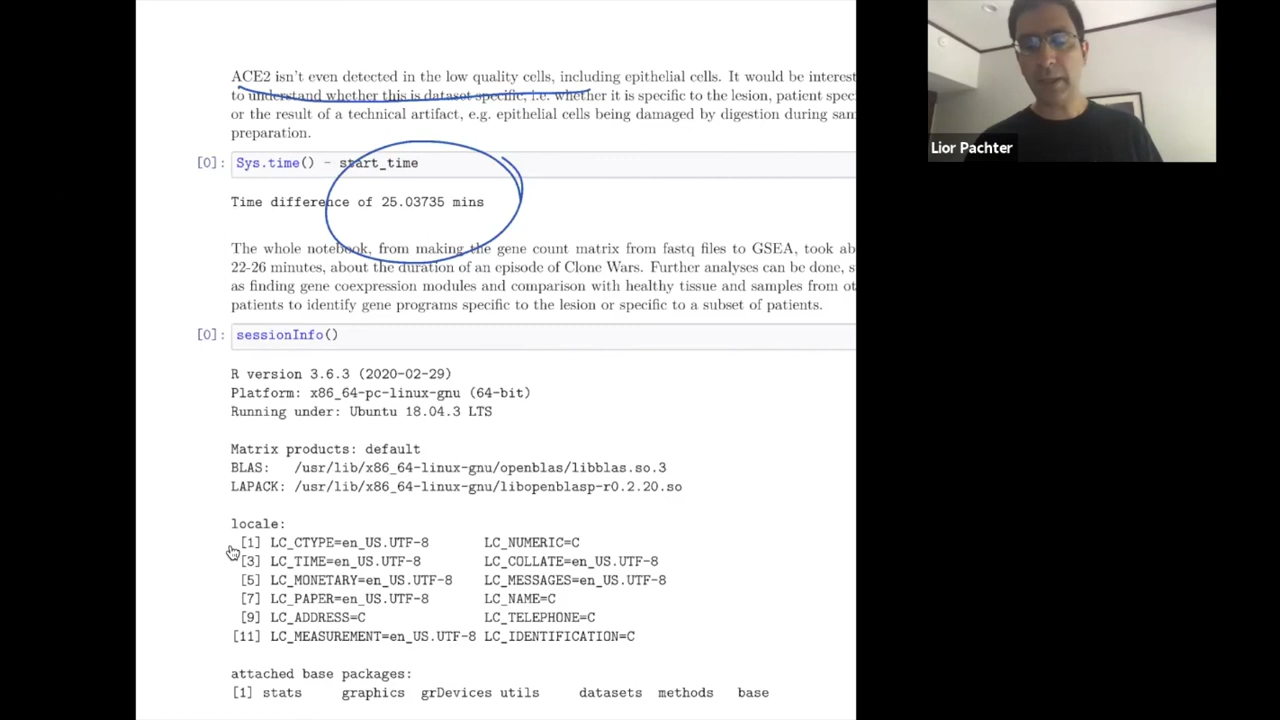 ACE2 isn't even detected in the low quality cells, including epithelial cells. It would be interest
to understand whether this is dataset specific, i.e. whether it is specific to the lesion, patient spec
or the result of a technical artifact, e.g. epithelial cells being damaged by digestion during sam
preparation.
[0]: Sys.time() - start_time
Time difference of 25.03735 mins
The whole notebook, from making the gene count matrix from fastq files to GSEA, took ab
22-26 minutes, about the duration of an episode of Clone Wars. Further analyses can be done, s
as finding gene coexpression modules and comparison with healthy tissue and samples from ot
patients to identify gene programs specific to the lesion or specific to a subset of patients.
[0]: sessionInfo()
R version 3.6.3 (2020-02-29)
Platform: x86_64-pc-linux-gnu (64-bit)
Running under: Ubuntu 18.04.3 LTS
Matrix products: default
BLAS: /usr/lib/x86_64-linux-gnu/openblas/libblas.so.3
LAPACK: /usr/lib/x86_64-linux-gnu/libopenblasp-r0.2.20.so
locale:
[1] LC_CTYPE=en_US.UTF-8 LC_NUMERIC=C
[3] LC_TIME=en_US.UTF-8 LC_COLLATE=en_US.UTF-8
[5] LC_MONETARY=en_US.UTF-8 LC_MESSAGES=en_US.UTF-8
[7] LC_PAPER=en_US.UTF-8 LC_NAME=C
[9] LC_ADDRESS=C LC_TELEPHONE=C
[11] LC_MEASUREMENT=en_US.UTF-8 LC_IDENTIFICATION=C
attached base packages:
[1] stats graphics grDevices utils datasets methods base
Lior Pachter